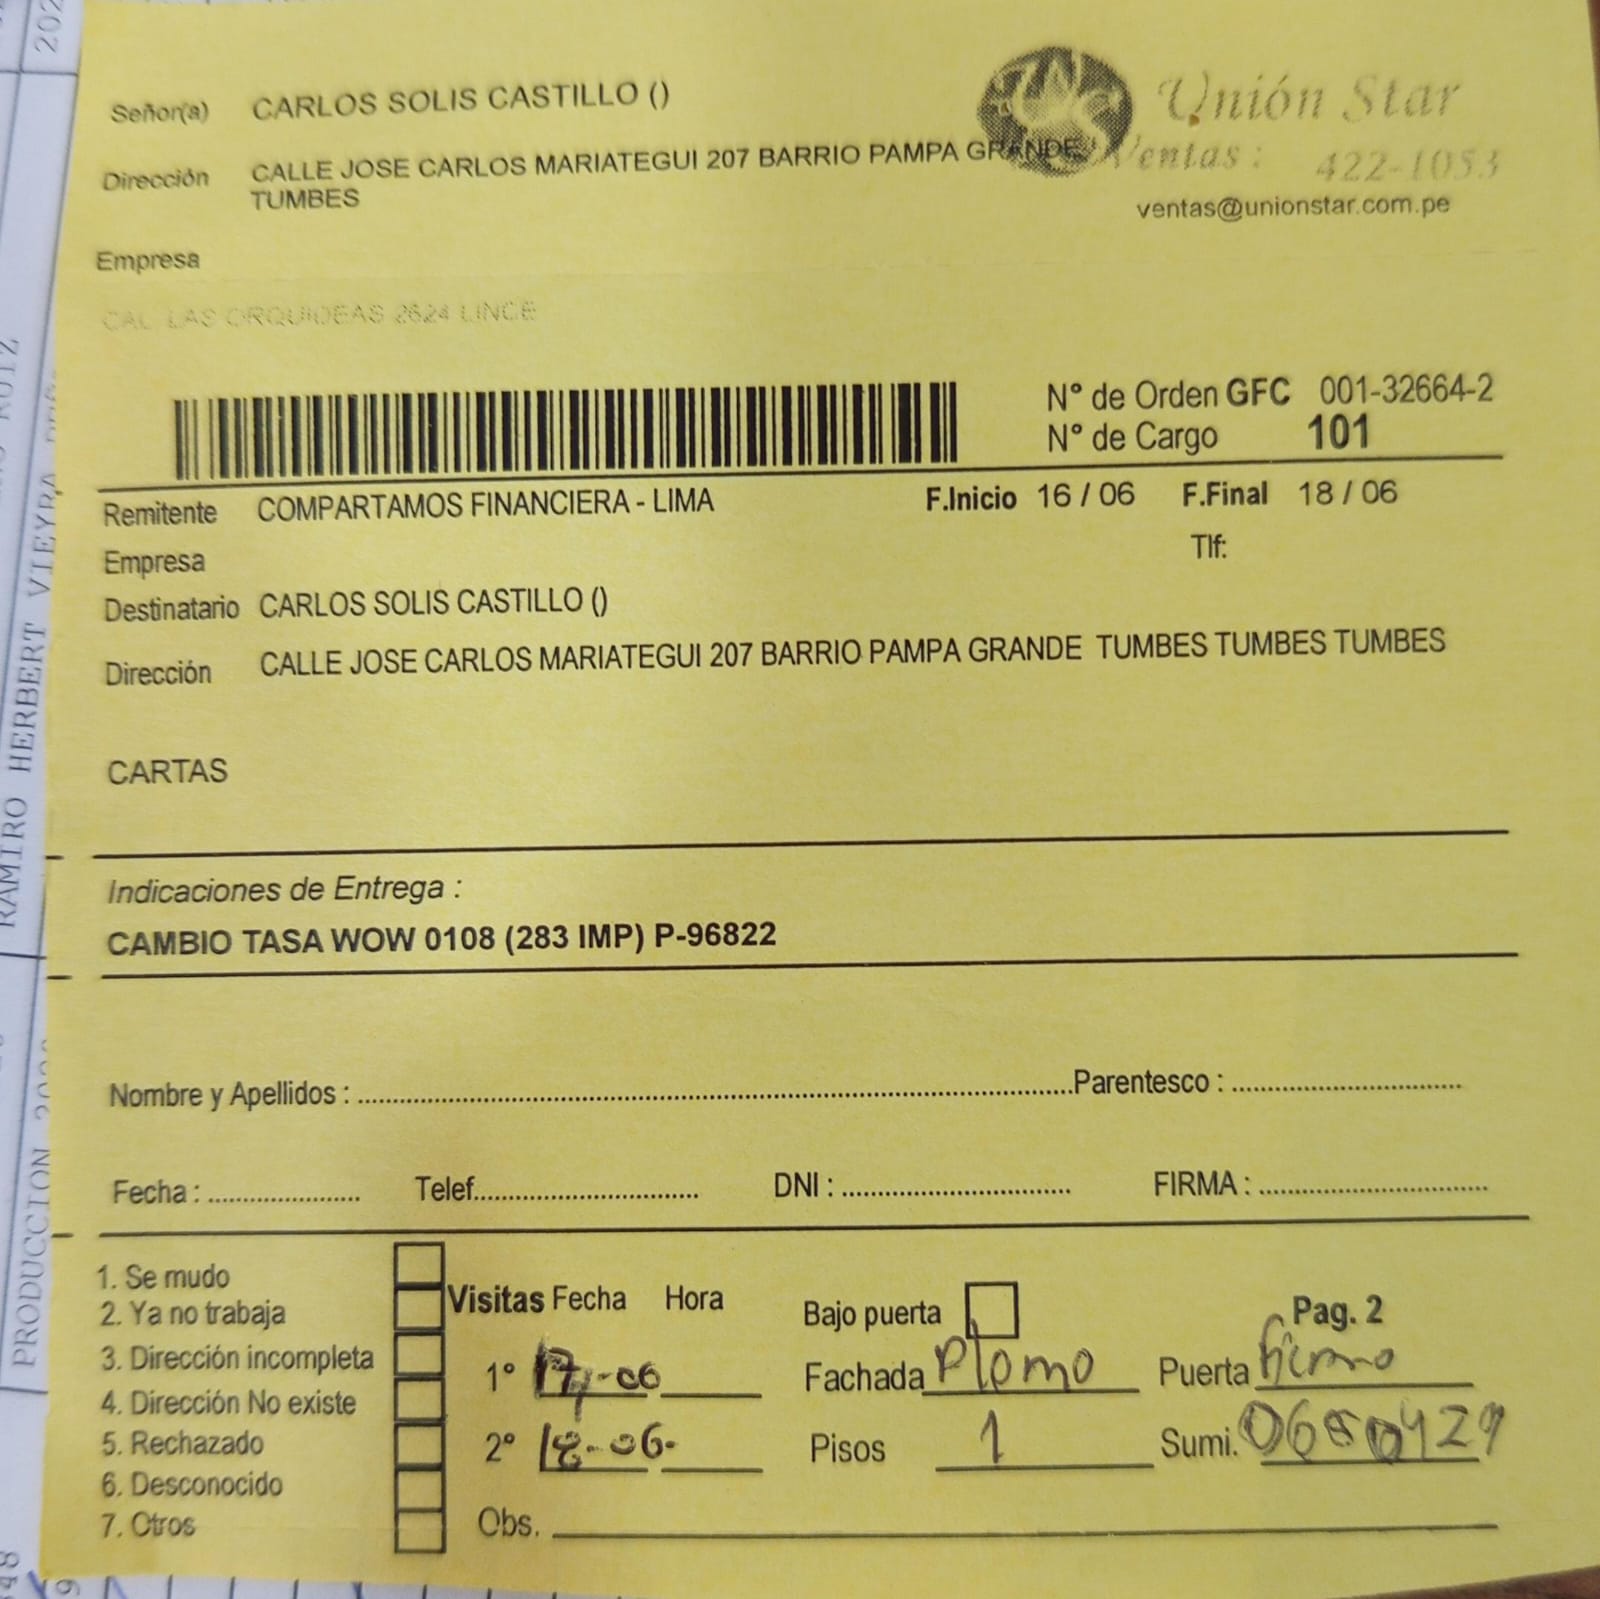 Señor(a) CARLOS SOLIS CASTILLO ()
Unión Star
Dirección CALLE JOSE CARLOS MARIATEGUI 207 BARRIO PAMPA GRANDE
TUMBES
Ventas : 422-1053
ventas@unionstar.com.pe
Empresa
CAL. LAS ORQUIDEAS 2624 LINCE
N° de Orden GFC 001-32664-2
N° de Cargo 101
Remitente COMPARTAMOS FINANCIERA - LIMA F.Inicio 16 / 06 F.Final 18 / 06
Empresa Tlf:
Destinatario CARLOS SOLIS CASTILLO ()
Dirección CALLE JOSE CARLOS MARIATEGUI 207 BARRIO PAMPA GRANDE TUMBES TUMBES TUMBES
CARTAS
Indicaciones de Entrega :
CAMBIO TASA WOW 0108 (283 IMP) P-96822
Nombre y Apellidos : Parentesco :
Fecha : Telef. DNI : FIRMA :
1. Se mudo
2. Ya no trabaja
3. Dirección incompleta
4. Dirección No existe
5. Rechazado
6. Desconocido
7. Otros
Visitas Fecha Hora
1° 17-06
2° 18-06-
Obs.
Bajo puerta Pag. 2
Fachada Plomo Puerta
Pisos 1 Sumi.
RAMIRO HERBERT VIEYRA
PRODUCCION